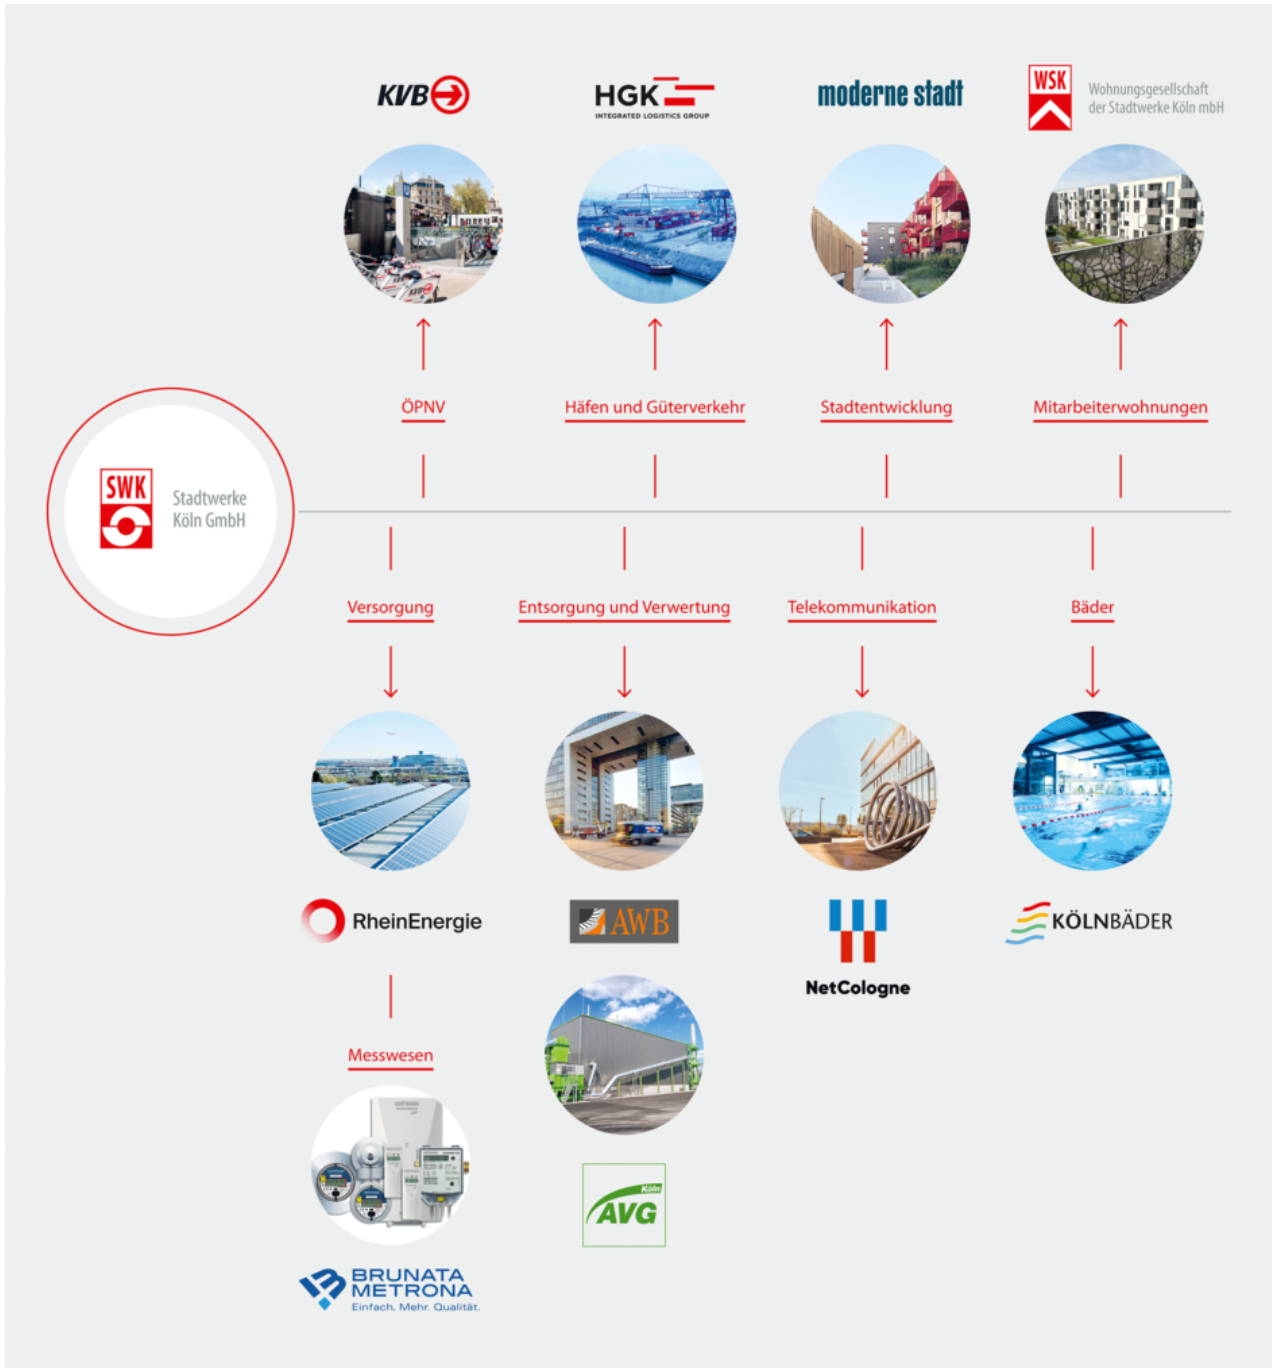 KVB
HGK
INTEGRATED LOGISTICS GROUP
moderne stadt
WSK
Wohnungsgesellschaft
der Stadtwerke Köln mbH
KVB
ÖPNV
Häfen und Güterverkehr
Stadtentwicklung
Mitarbeiterwohnungen
SWK
Stadtwerke
Köln GmbH
Versorgung
Entsorgung und Verwertung
Telekommunikation
Bäder
RheinEnergie
AWB
NetCologne
KÖLNBÄDER
Messwesen
Köln
AVG
BRUNATA
METRONA
Einfach. Mehr. Qualität.